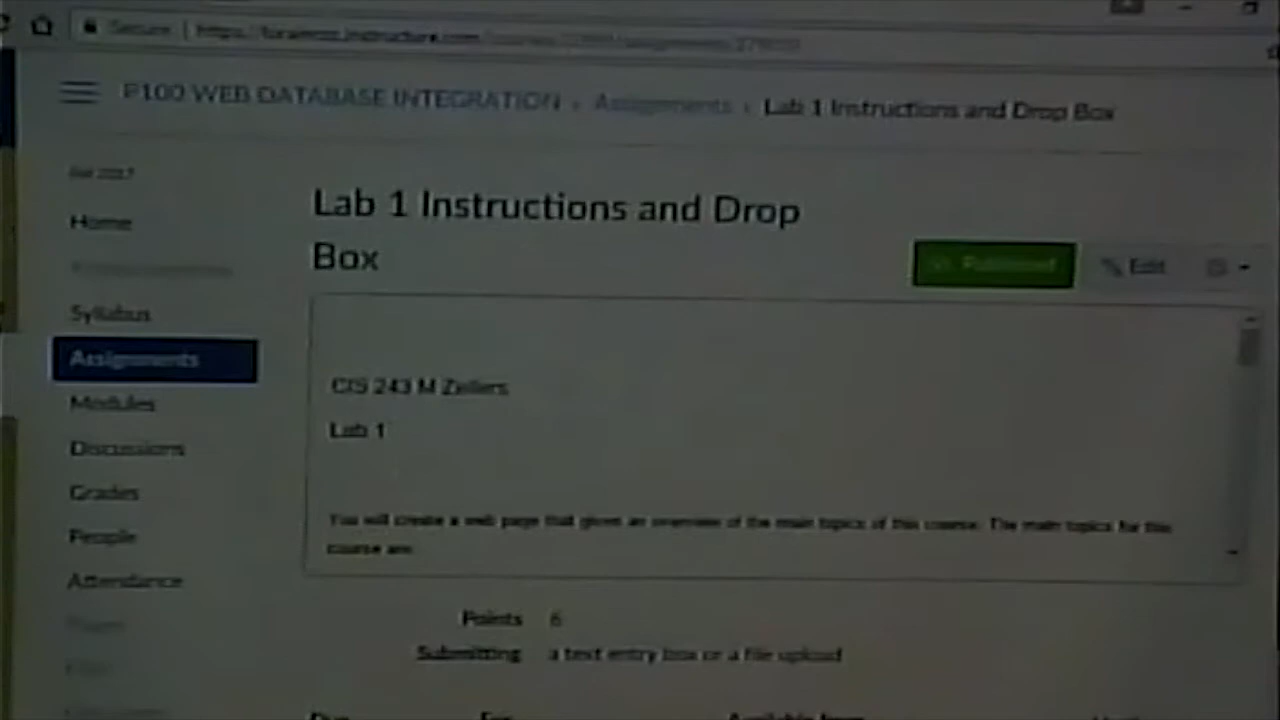 Secure
P100 WEB DATABASE INTEGRATION › Assignments › Lab 1 Instructions and Drop Box
Home
Syllabus
Assignments
Modules
Discussions
Grades
People
Attendance
Lab 1 Instructions and Drop
Box
Published
Edit
CIS 243 M Zellers
Lab 1
You will create a web page that gives an overview of the main topics of this course. The main topics for this
course are:
Points 6
Submitting a text entry box or a file upload